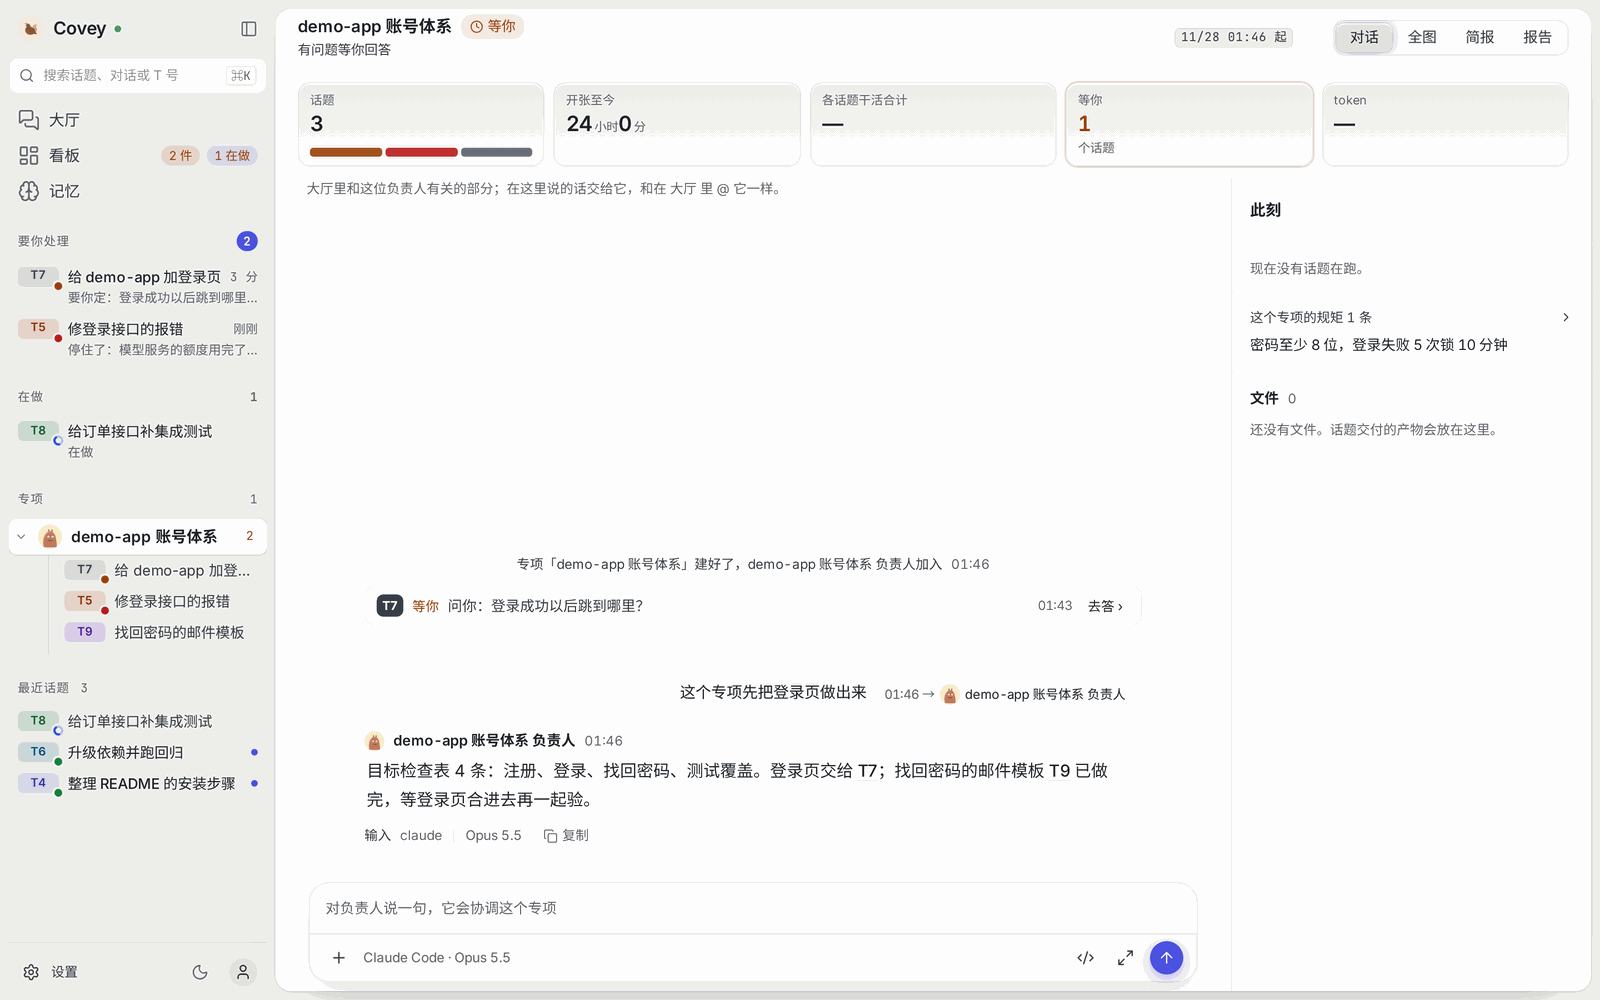 Covey
搜索话题、对话或 T 号 ⌘K
大厅
看板 2 件 1 在做
记忆
要你处理 2
T7 给 demo-app 加登录页 3 分
要你定：登录成功以后跳到哪里…
T5 修登录接口的报错 刚刚
停住了：模型服务的额度用完了…
在做 1
T8 给订单接口补集成测试
在做
专项 1
demo-app 账号体系 2
T7 给 demo-app 加登…
T5 修登录接口的报错
T9 找回密码的邮件模板
最近话题 3
T8 给订单接口补集成测试
T6 升级依赖并跑回归
T4 整理 README 的安装步骤
设置
demo-app 账号体系 等你
有问题等你回答
11/28 01:46 起
对话 全图 简报 报告
话题
3
开张至今
24小时0分
各话题干活合计
—
等你
1
个话题
token
—
大厅里和这位负责人有关的部分；在这里说的话交给它，和在 大厅 里 @ 它一样。
专项「demo-app 账号体系」建好了，demo-app 账号体系 负责人加入 01:46
T7 等你 问你：登录成功以后跳到哪里？ 01:43 去答 ›
这个专项先把登录页做出来 01:46 → demo-app 账号体系 负责人
demo-app 账号体系 负责人 01:46
目标检查表 4 条：注册、登录、找回密码、测试覆盖。登录页交给 T7；找回密码的邮件模板 T9 已做
完，等登录页合进去再一起验。
输入 claude Opus 5.5 复制
对负责人说一句，它会协调这个专项
+ Claude Code · Opus 5.5 </>
此刻
现在没有话题在跑。
这个专项的规矩 1 条
密码至少 8 位，登录失败 5 次锁 10 分钟
文件 0
还没有文件。话题交付的产物会放在这里。